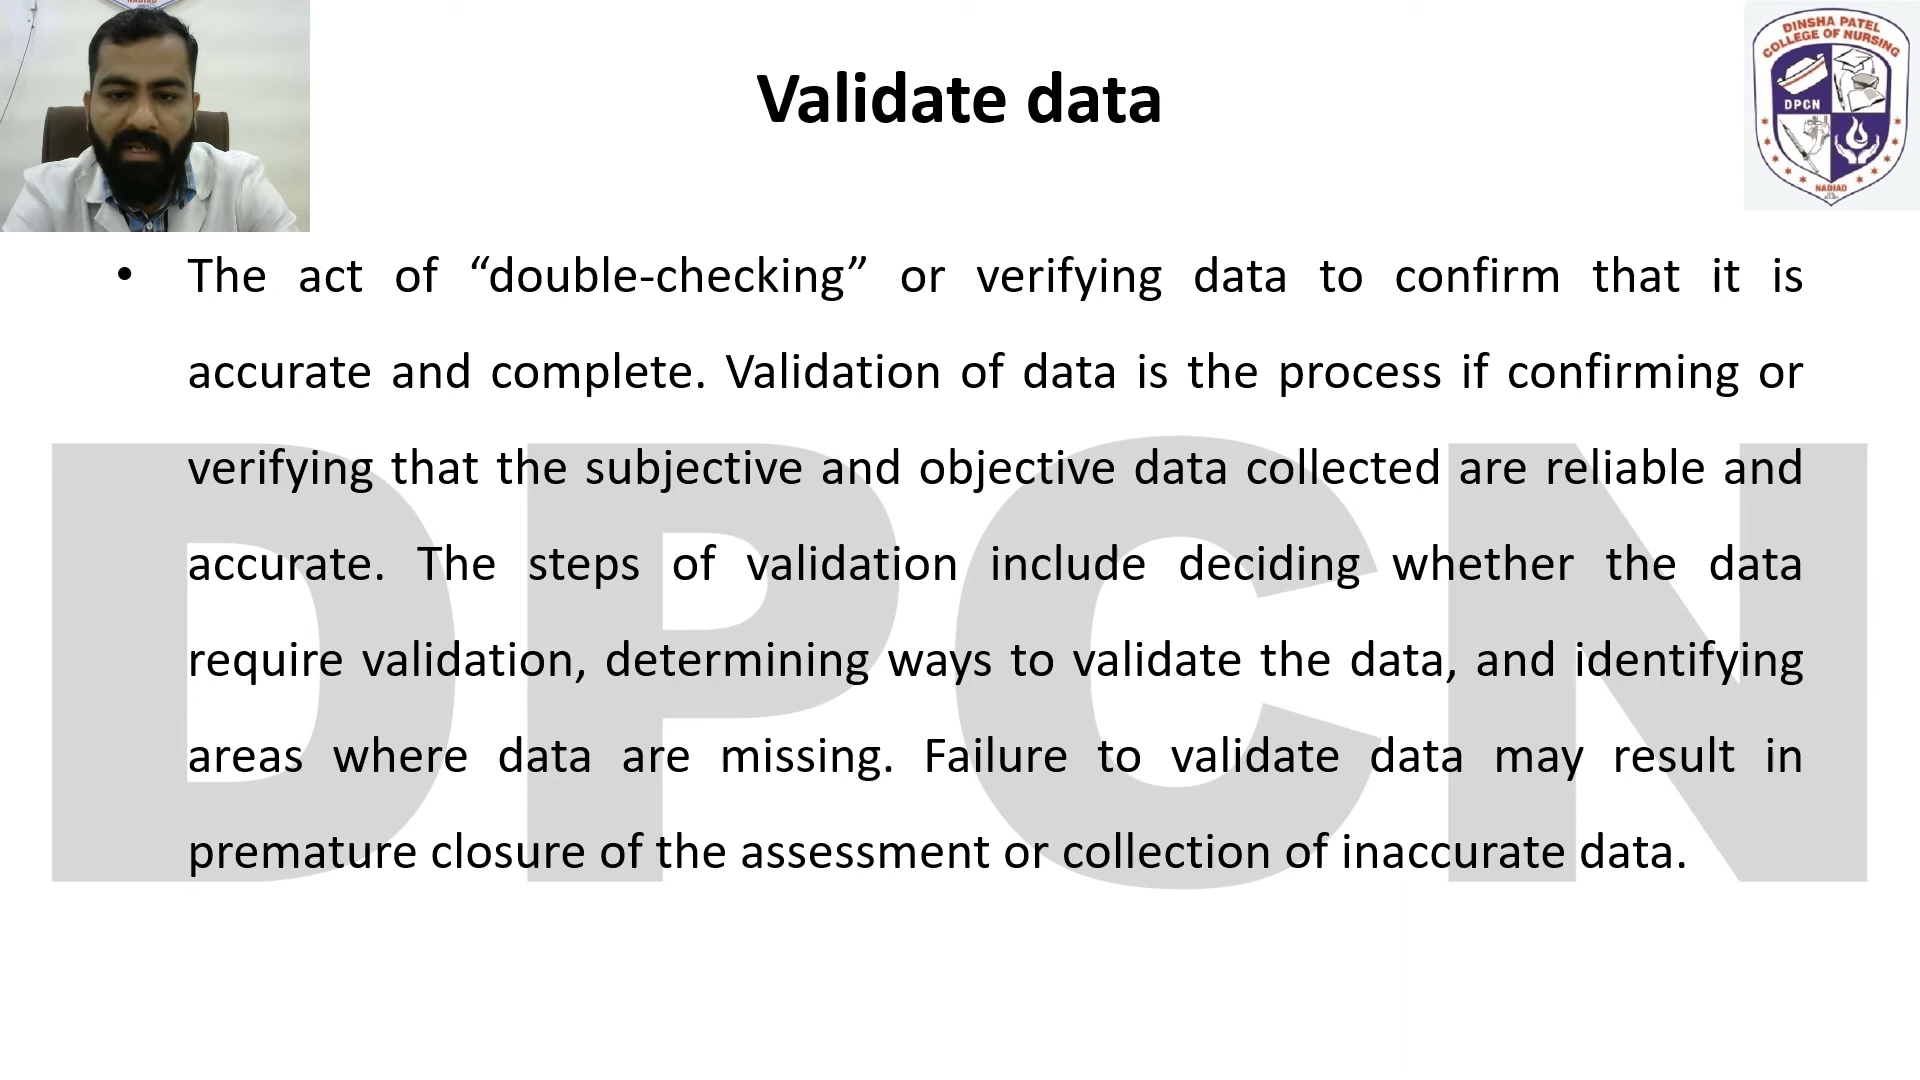 NADIAD
DINSHA PATEL
COLLEGE OF NURSING
DPCN
NADIAD
Validate data
• The act of “double-checking” or verifying data to confirm that it is
accurate and complete. Validation of data is the process if confirming or
verifying that the subjective and objective data collected are reliable and
accurate. The steps of validation include deciding whether the data
require validation, determining ways to validate the data, and identifying
areas where data are missing. Failure to validate data may result in
premature closure of the assessment or collection of inaccurate data.
DPCN